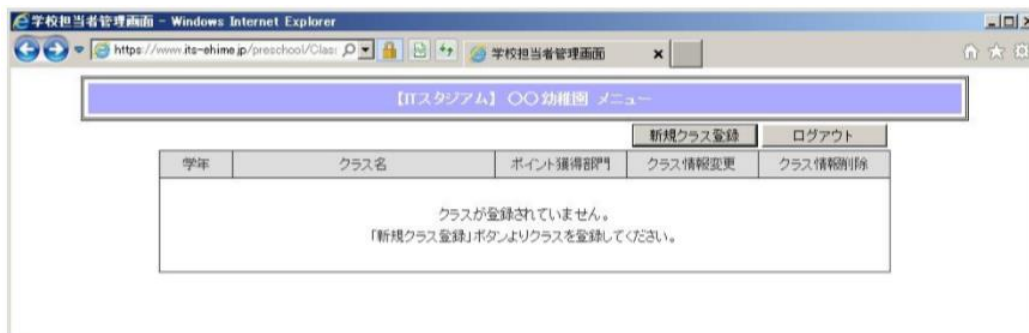 学校担当者管理画面 - Windows Internet Explorer
https://www.its-ehime.jp/preschool/Clas
学校担当者管理画面
【ITスタジアム】 〇〇幼稚園 メニュー
新規クラス登録 ログアウト
学年 クラス名 ポイント獲得部門 クラス情報変更 クラス情報削除
クラスが登録されていません。
「新規クラス登録」ボタンよりクラスを登録してください。